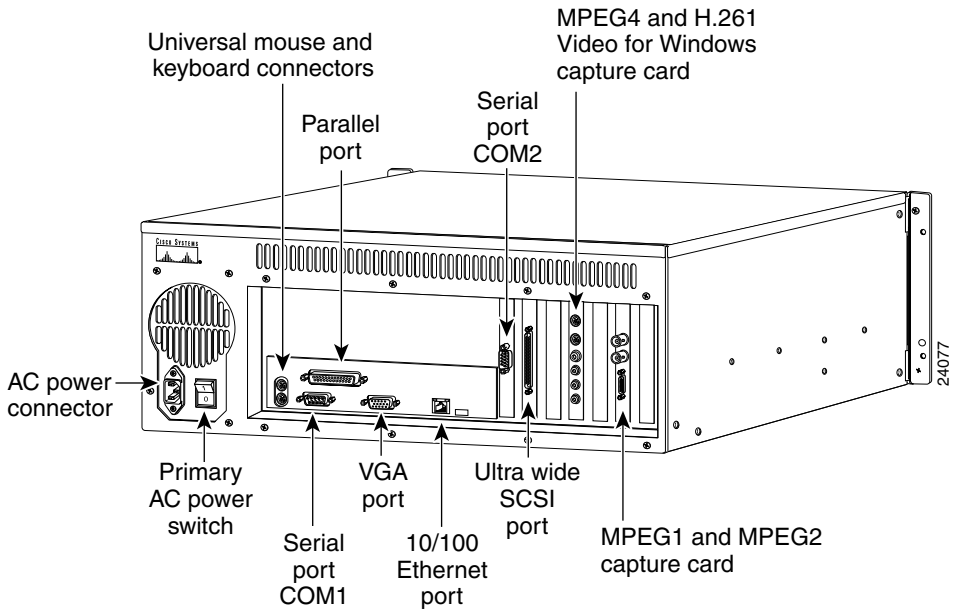 MPEG4 and H.261
Video for Windows
capture card
Universal mouse and
keyboard connectors
Serial
port
COM2
Parallel
port
CISCO SYSTEMS
24077
AC power
connector
Primary
AC power
switch
VGA
port
Ultra wide
SCSI
port
Serial
port
COM1
10/100
Ethernet
port
MPEG1 and MPEG2
capture card